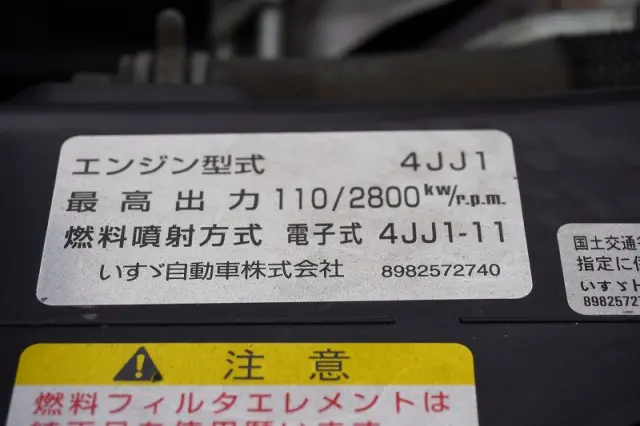 エンジン型式 4JJ1
最高出力 110/2800kw/r.p.m.
燃料噴射方式 電子式 4JJ1-11
いすゞ自動車株式会社 8982572740
国土交通
指定に
いすゞ
8982572
注意
燃料フィルタエレメントは